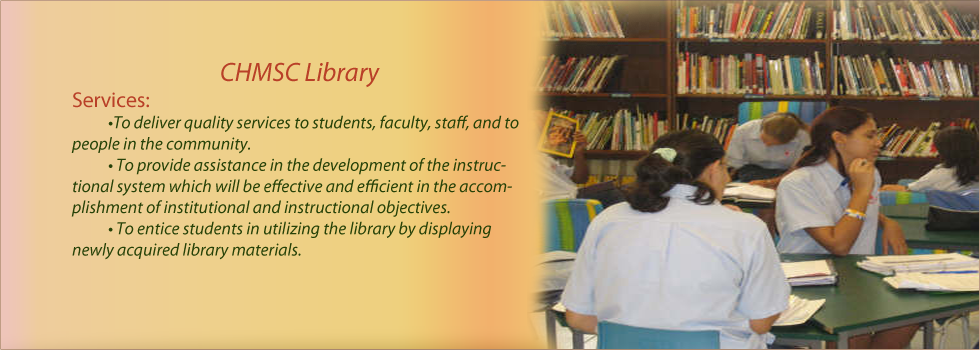 CHMSC Library
Services:
•To deliver quality services to students, faculty, staff, and to
people in the community.
• To provide assistance in the development of the instruc-
tional system which will be effective and efficient in the accom-
plishment of institutional and instructional objectives.
• To entice students in utilizing the library by displaying
newly acquired library materials.